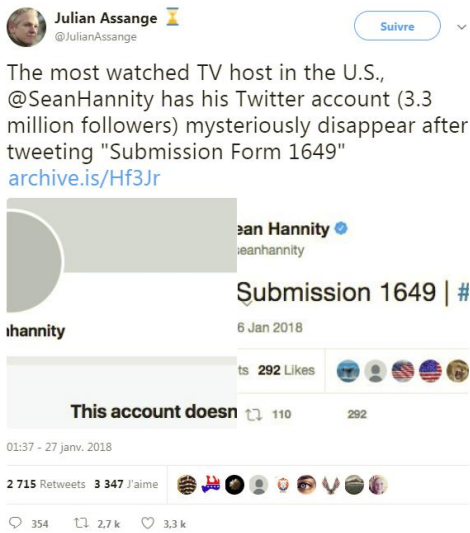 Julian Assange
@JulianAssange
Suivre
The most watched TV host in the U.S.,
@SeanHannity has his Twitter account (3.3
million followers) mysteriously disappear after
tweeting "Submission Form 1649"
archive.is/Hf3Jr
hannity
This account doesn
ean Hannity
eanhannity
Submission 1649 | #
6 Jan 2018
ts 292 Likes
110 292
01:37 - 27 janv. 2018
2 715 Retweets 3 347 J'aime
354 2,7 k 3,3 k